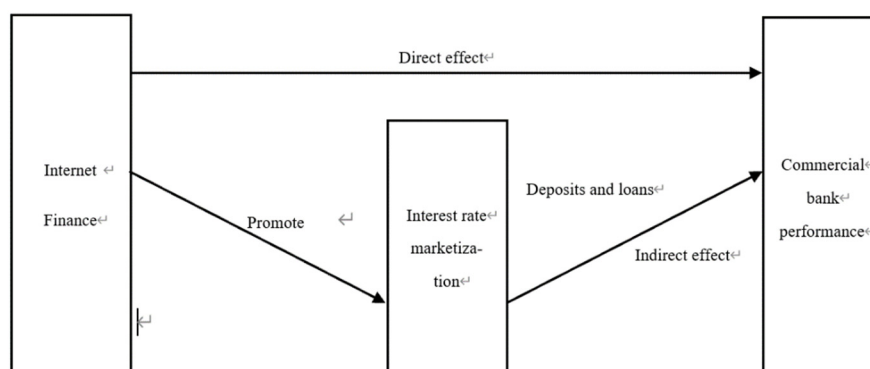 Direct effect
Internet
Finance
Promote
Interest rate
marketiza-
tion
Deposits and loans
Indirect effect
Commercial
bank
performance